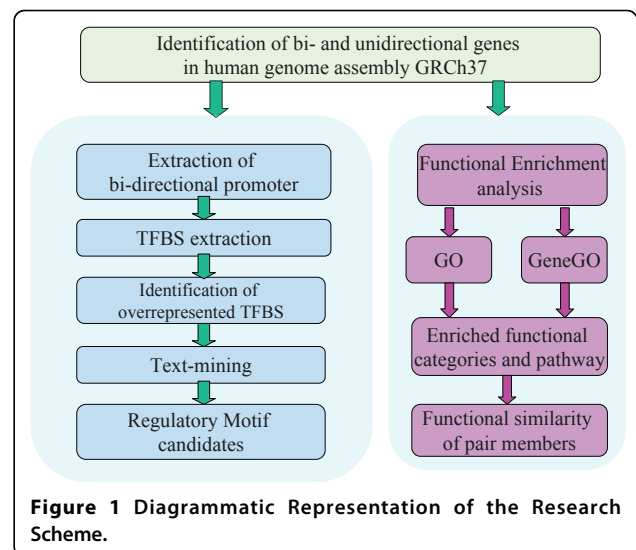 Identification of bi- and unidirectional genes
in human genome assembly GRCh37
Extraction of
bi-directional promoter
TFBS extraction
Identification of
overrepresented TFBS
Text-mining
Regulatory Motif
candidates
Functional Enrichment
analysis
GO
GeneGO
Enriched functional
categories and pathway
Functional similarity
of pair members
Figure 1 Diagrammatic Representation of the Research
Scheme.